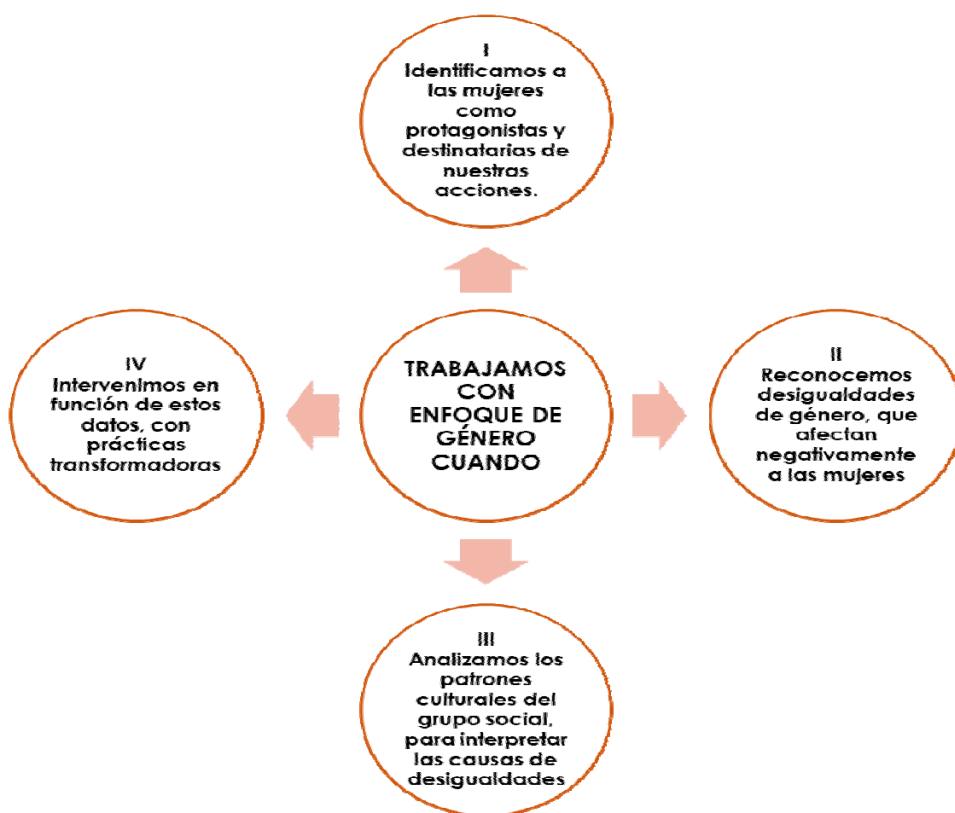 I
Identificamos a
las mujeres
como
protagonistas y
destinatarias de
nuestras
acciones.
IV
Intervenimos en
función de estos
datos, con
prácticas
transformadoras
TRABAJAMOS
CON
ENFOQUE DE
GÉNERO
CUANDO
II
Reconocemos
desigualdades
de género, que
afectan
negativamente
a las mujeres
III
Analizamos los
patrones
culturales del
grupo social,
para interpretar
las causas de
desigualdades